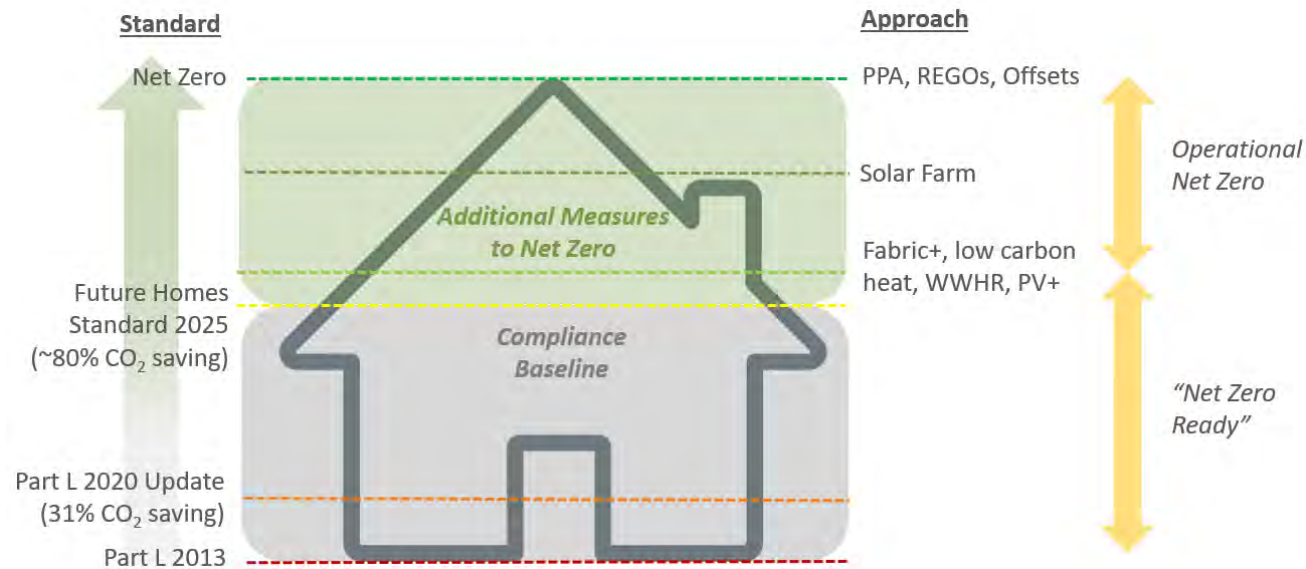 Standard
Net Zero
Future Homes
Standard 2025
(~80% CO₂ saving)
Part L 2020 Update
(31% CO₂ saving)
Part L 2013
Additional Measures
to Net Zero
Compliance
Baseline
Approach
PPA, REGOs, Offsets
Solar Farm
Fabric+, low carbon
heat, WWHR, PV+
Operational
Net Zero
“Net Zero
Ready”